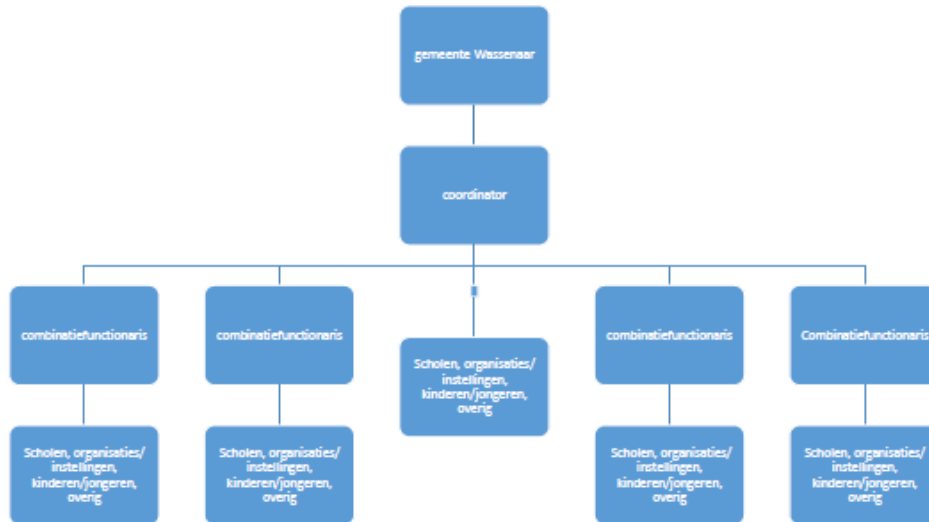 gemeente Wassenaar
coordinator
combinatiefunctionaris
combinatiefunctionaris
combinatiefunctionaris
Combinatiefunctionaris
Scholen, organisaties/
instellingen,
kinderen/jongeren,
overig
Scholen, organisaties/
instellingen,
kinderen/jongeren,
overig
Scholen, organisaties/
instellingen,
kinderen/jongeren,
overig
Scholen, organisaties/
instellingen,
kinderen/jongeren,
overig
Scholen, organisaties/
instellingen,
kinderen/jongeren,
overig